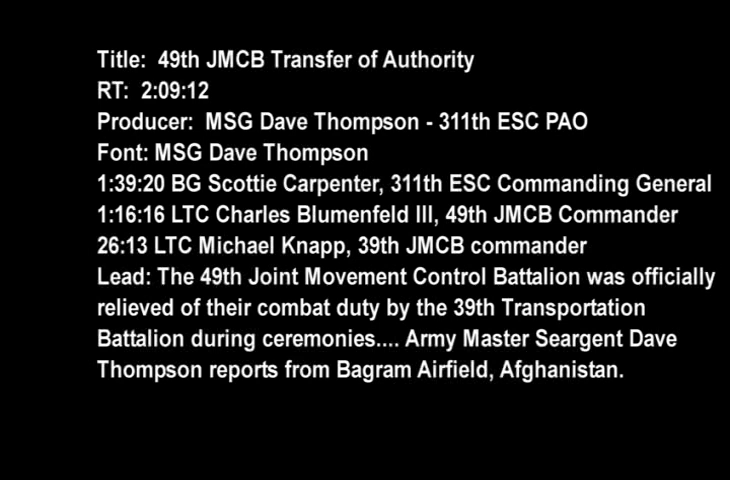 Title:  49th JMCB Transfer of Authority
RT:  2:09:12
Producer:  MSG Dave Thompson - 311th ESC PAO
Font: MSG Dave Thompson
1:39:20 BG Scottie Carpenter, 311th ESC Commanding General
1:16:16 LTC Charles Blumenfeld III, 49th JMCB Commander
26:13 LTC Michael Knapp, 39th JMCB commander
Lead: The 49th Joint Movement Control Battalion was officially
relieved of their combat duty by the 39th Transportation
Battalion during ceremonies.... Army Master Seargent Dave
Thompson reports from Bagram Airfield, Afghanistan.